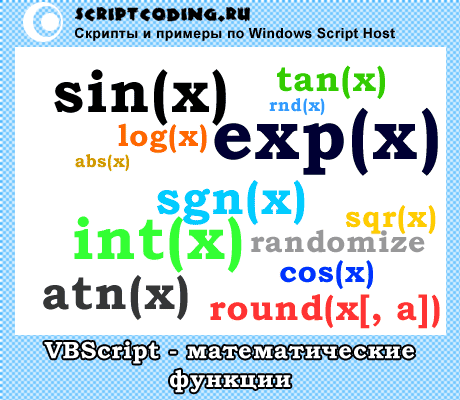 SCRIPTCODING.RU
Скрипты и примеры по Windows Script Host
sin(x)
tan(x)
rnd(x)
log(x)
exp(x)
abs(x)
sgn(x)
sqr(x)
int(x)
randomize
cos(x)
atn(x)
round(x[, a])
VBScript - математические
функции